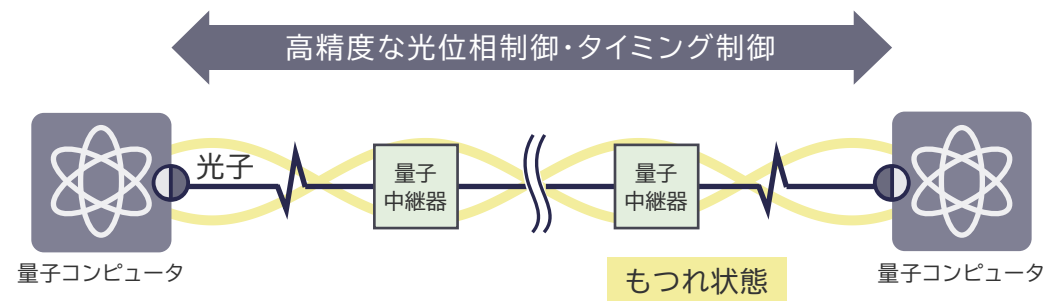 高精度な光位相制御・タイミング制御
光子
量子
中継器
量子
中継器
量子コンピュータ
もつれ状態
量子コンピュータ